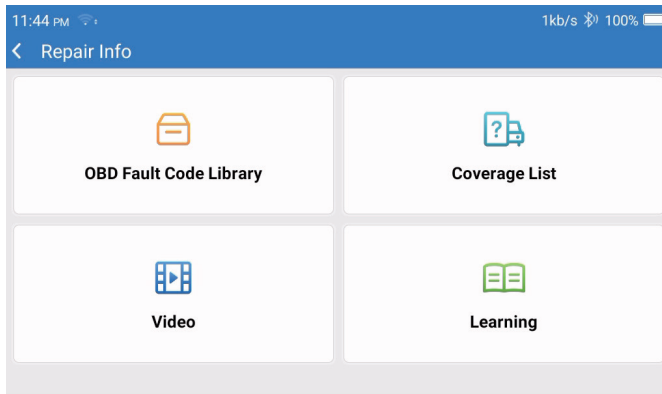 11:44 PM 1kb/s 100%
Repair Info
OBD Fault Code Library
Coverage List
Video
Learning